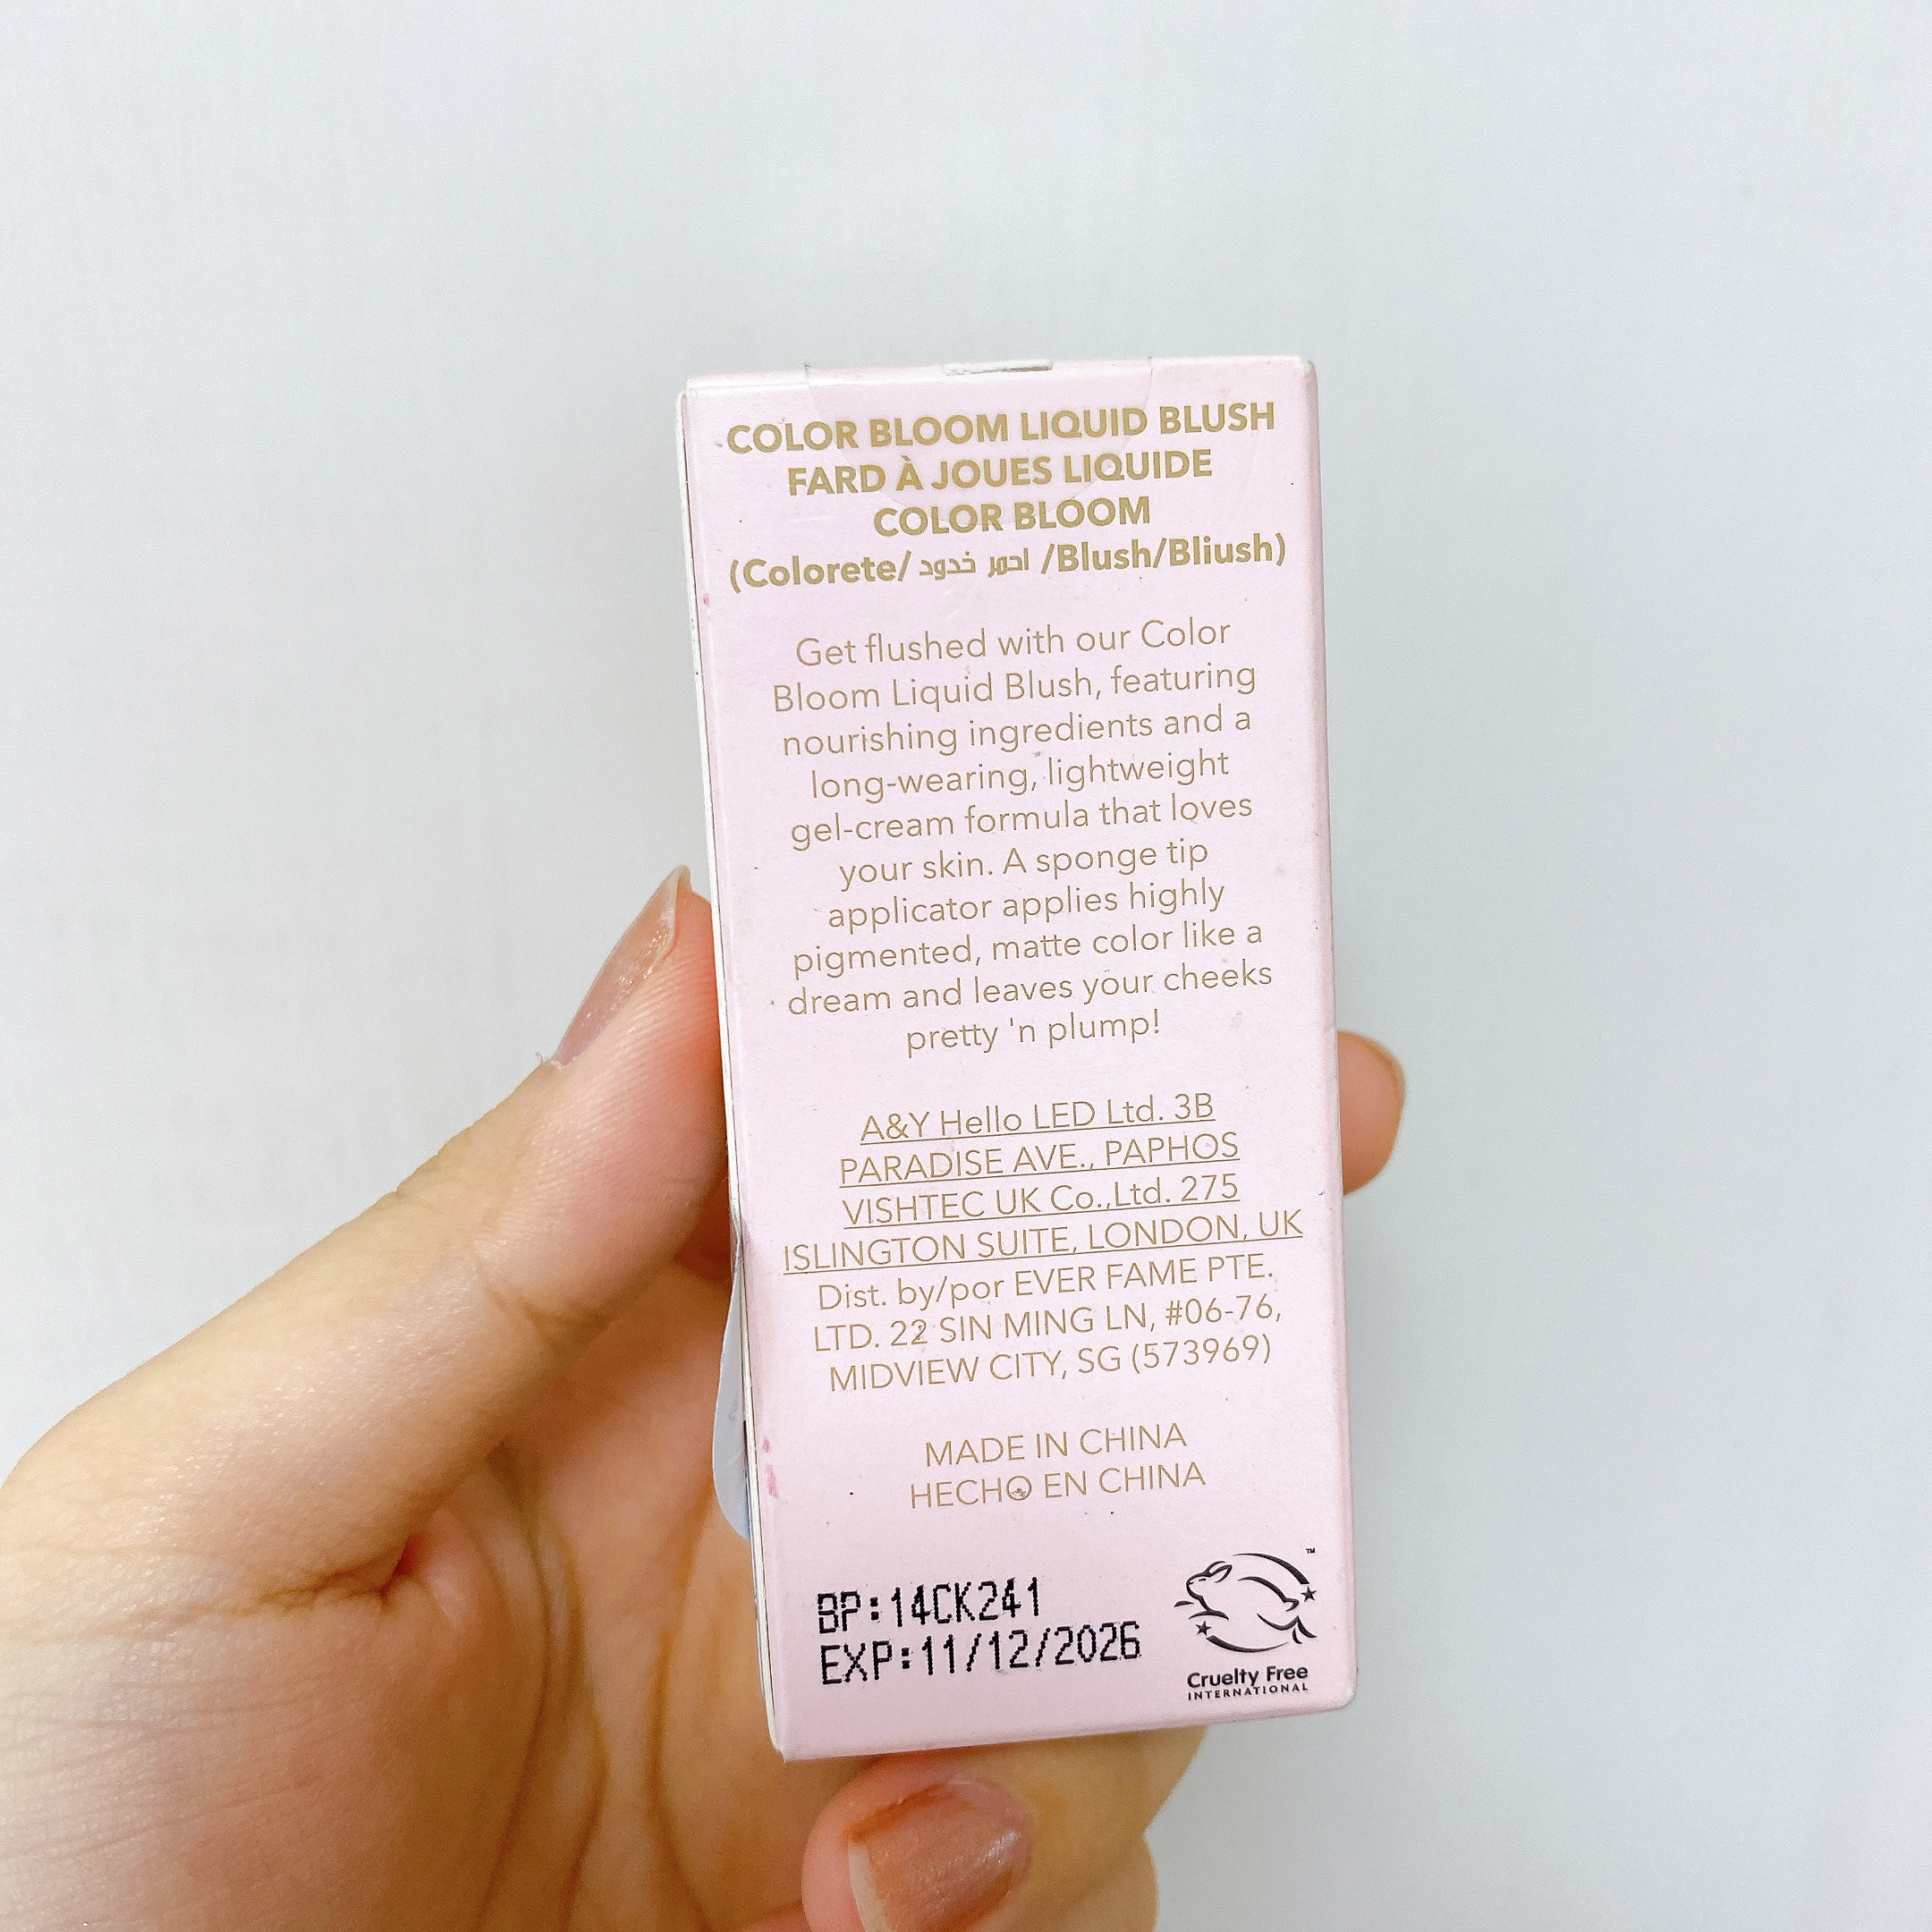 COLOR BLOOM LIQUID BLUSH
FARD À JOUES LIQUIDE
COLOR BLOOM
(Colorete/ احمر خدود /Blush/Bliush)
Get flushed with our Color
Bloom Liquid Blush, featuring
nourishing ingredients and a
long-wearing, lightweight
gel-cream formula that loves
your skin. A sponge tip
applicator applies highly
pigmented, matte color like a
dream and leaves your cheeks
pretty 'n plump!
A&Y Hello LED Ltd. 3B
PARADISE AVE., PAPHOS
VISHTEC UK Co.,Ltd. 275
ISLINGTON SUITE, LONDON, UK
Dist. by/por EVER FAME PTE.
LTD. 22 SIN MING LN, #06-76,
MIDVIEW CITY, SG (573969)
MADE IN CHINA
HECHO EN CHINA
BP:14CK241
EXP:11/12/2026
TM
Cruelty Free
INTERNATIONAL